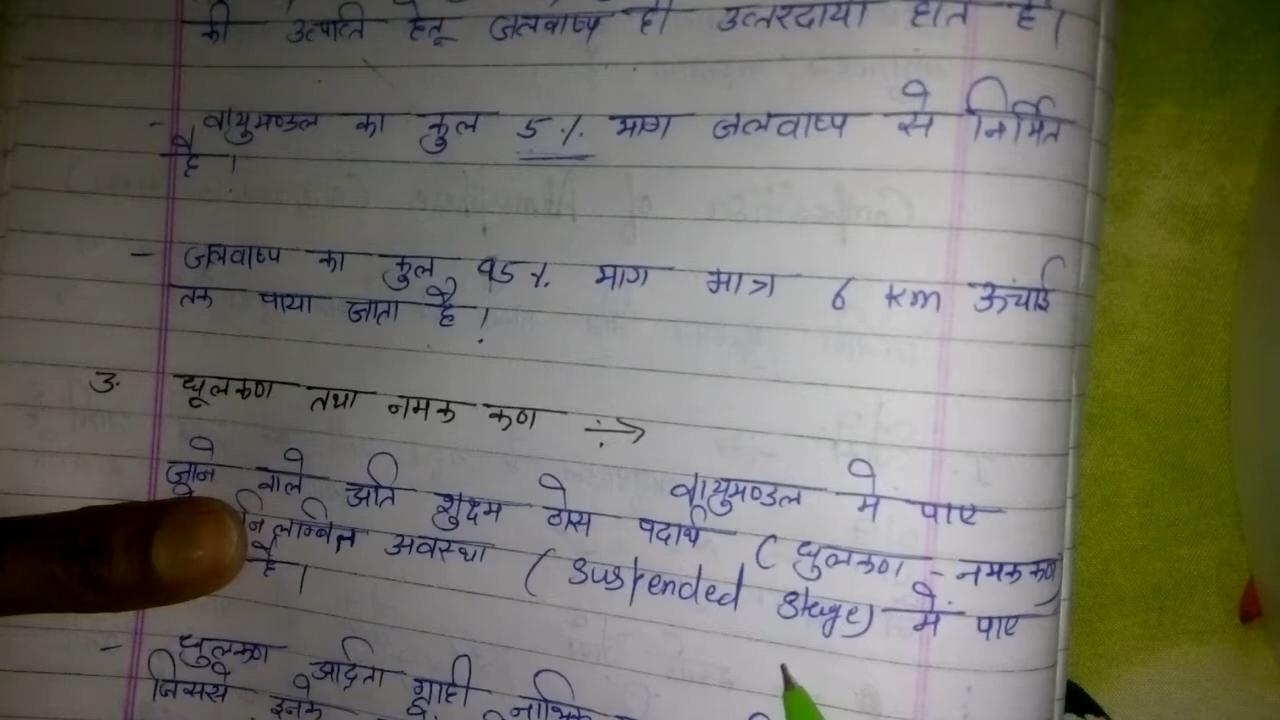 की उत्पत्ति हेतू जलवाष्प ही उत्तरदायी होते है।
- वायुमण्डल का कुल 5% भाग जलवाष्प से निर्मित
है।
- जलवाष्प का कुल 95% भाग मात्र 6 km ऊंचाई
तक पाया जाता है।
3. धूलकण तथा नमक कण ÷→
वायुमण्डल मे पाए
जाने वाले अति शुक्ष्म ठोस पदार्थ (धुलकण - नमक कण)
निलम्बित अवस्था (Suspended Stage) में पाए
है।
- धुलकण आर्द्रता ग्राही नाभिक
जिससे इनके